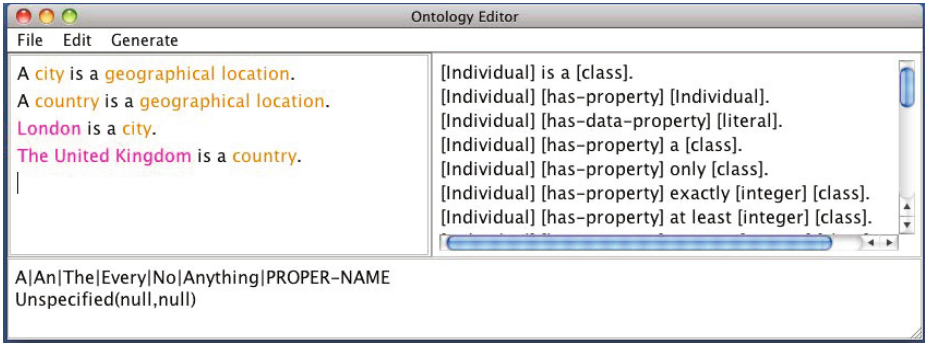 Ontology Editor
File Edit Generate
A city is a geographical location.
A country is a geographical location.
London is a city.
The United Kingdom is a country.
[Individual] is a [class].
[Individual] [has-property] [Individual].
[Individual] [has-data-property] [literal].
[Individual] [has-property] a [class].
[Individual] [has-property] only [class].
[Individual] [has-property] exactly [integer] [class].
[Individual] [has-property] at least [integer] [class].
A|An|The|Every|No|Anything|PROPER-NAME
Unspecified(null,null)